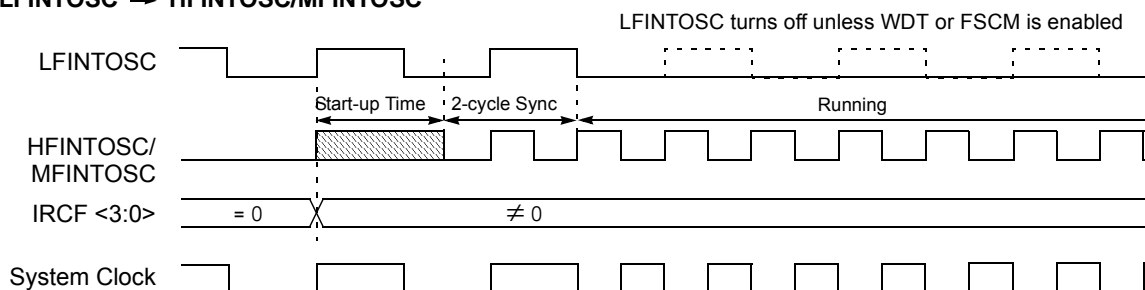 LFINTOSC → HFINTOSC/MFINTOSC
LFINTOSC turns off unless WDT or FSCM is enabled
LFINTOSC
Start-up Time
2-cycle Sync
Running
HFINTOSC/
MFINTOSC
IRCF <3:0>
= 0
≠ 0
System Clock